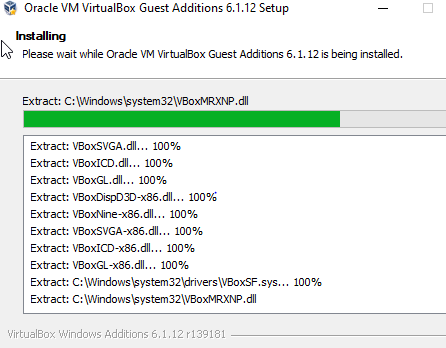 Oracle VM VirtualBox Guest Additions 6.1.12 Setup
Installing
Please wait while Oracle VM VirtualBox Guest Additions 6.1.12 is being installed.
Extract: C:\Windows\system32\VBoxMRXNP.dll
Extract: VBoxSVGA.dll... 100%
Extract: VBoxICD.dll... 100%
Extract: VBoxGL.dll... 100%
Extract: VBoxDispD3D-x86.dll... 100%
Extract: VBoxNine-x86.dll... 100%
Extract: VBoxSVGA-x86.dll... 100%
Extract: VBoxICD-x86.dll... 100%
Extract: VBoxGL-x86.dll... 100%
Extract: C:\Windows\system32\drivers\VBoxSF.sys... 100%
Extract: C:\Windows\system32\VBoxMRXNP.dll
VirtualBox Windows Additions 6.1.12 r139181